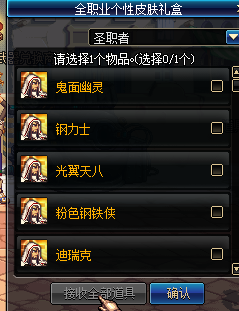 全职业个性皮肤礼盒
圣职者
请选择1个物品。(选择0/1个)
鬼面幽灵
钢力士
光翼天八
粉色钢铁侠
迪瑞克
接收全部道具
确认